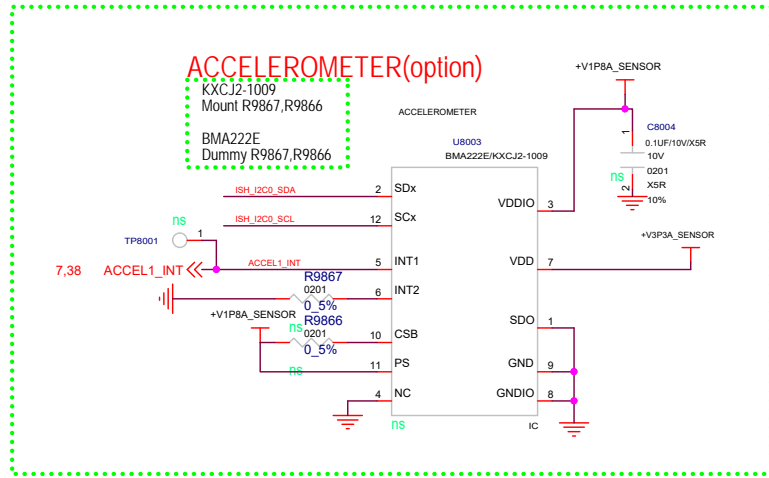 ACCELEROMETER(option)
KXCJ2-1009
Mount R9867,R9866
BMA222E
Dummy R9867,R9866
ACCELEROMETER
U8003
BMA222E/KXCJ2-1009
+V1P8A_SENSOR
1
C8004
0.1UF/10V/X5R
10V
0201
ns
X5R
2
10%
ISH_I2C0_SDA
2
SDx
VDDIO
3
ISH_I2C0_SCL
12
SCx
ns
TP8001
1
+V3P3A_SENSOR
7,38
ACCEL1_INT
ACCEL1_INT
5
INT1
VDD
7
R9867
0201
0_5%
6
INT2
+V1P8A_SENSOR
ns
R9866
0201
0_5%
10
CSB
SDO
1
ns
11
PS
GND
9
4
NC
GNDIO
8
ns
IC